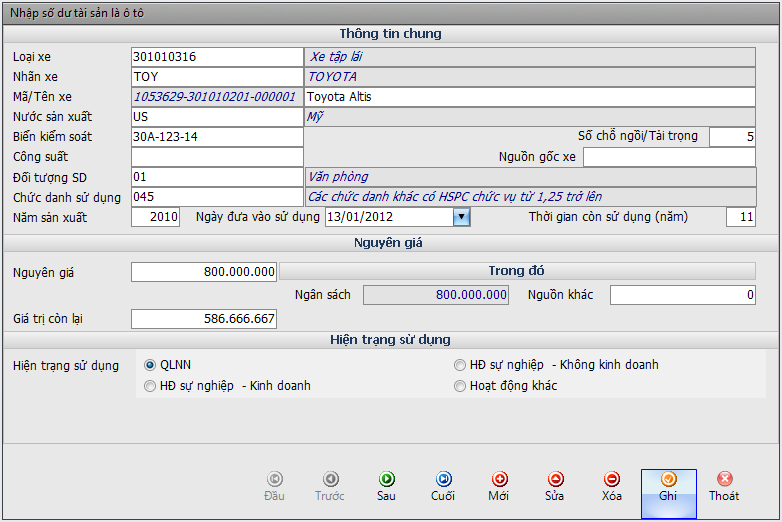 Nhập số dư tài sản là ô tô
Thông tin chung
Loại xe 301010316 Xe tập lái
Nhãn xe TOY TOYOTA
Mã/Tên xe 1053629-301010201-000001 Toyota Altis
Nước sản xuất US Mỹ
Biển kiểm soát 30A-123-14 Số chỗ ngồi/Tải trọng 5
Công suất Nguồn gốc xe
Đối tượng SD 01 Văn phòng
Chức danh sử dụng 045 Các chức danh khác có HSPC chức vụ từ 1,25 trở lên
Năm sản xuất 2010 Ngày đưa vào sử dụng 13/01/2012 Thời gian còn sử dụng (năm) 11
Nguyên giá
Nguyên giá 800.000.000 Trong đó
Ngân sách 800.000.000 Nguồn khác 0
Giá trị còn lại 586.666.667
Hiện trạng sử dụng
Hiện trạng sử dụng QLNN HĐ sự nghiệp - Không kinh doanh
HĐ sự nghiệp - Kinh doanh Hoạt động khác
Đầu Trước Sau Cuối Mới Sửa Xóa Ghi Thoát